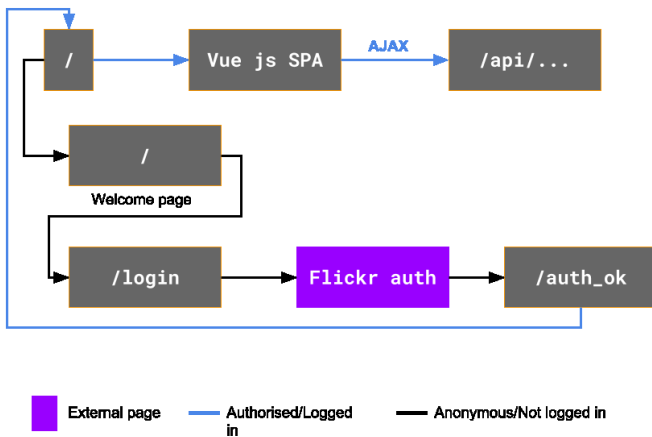 AJAX
/
Vue js SPA
/api/...
/
Welcome page
/login
Flickr auth
/auth_ok
External page
Authorised/Logged
in
Anonymous/Not logged in